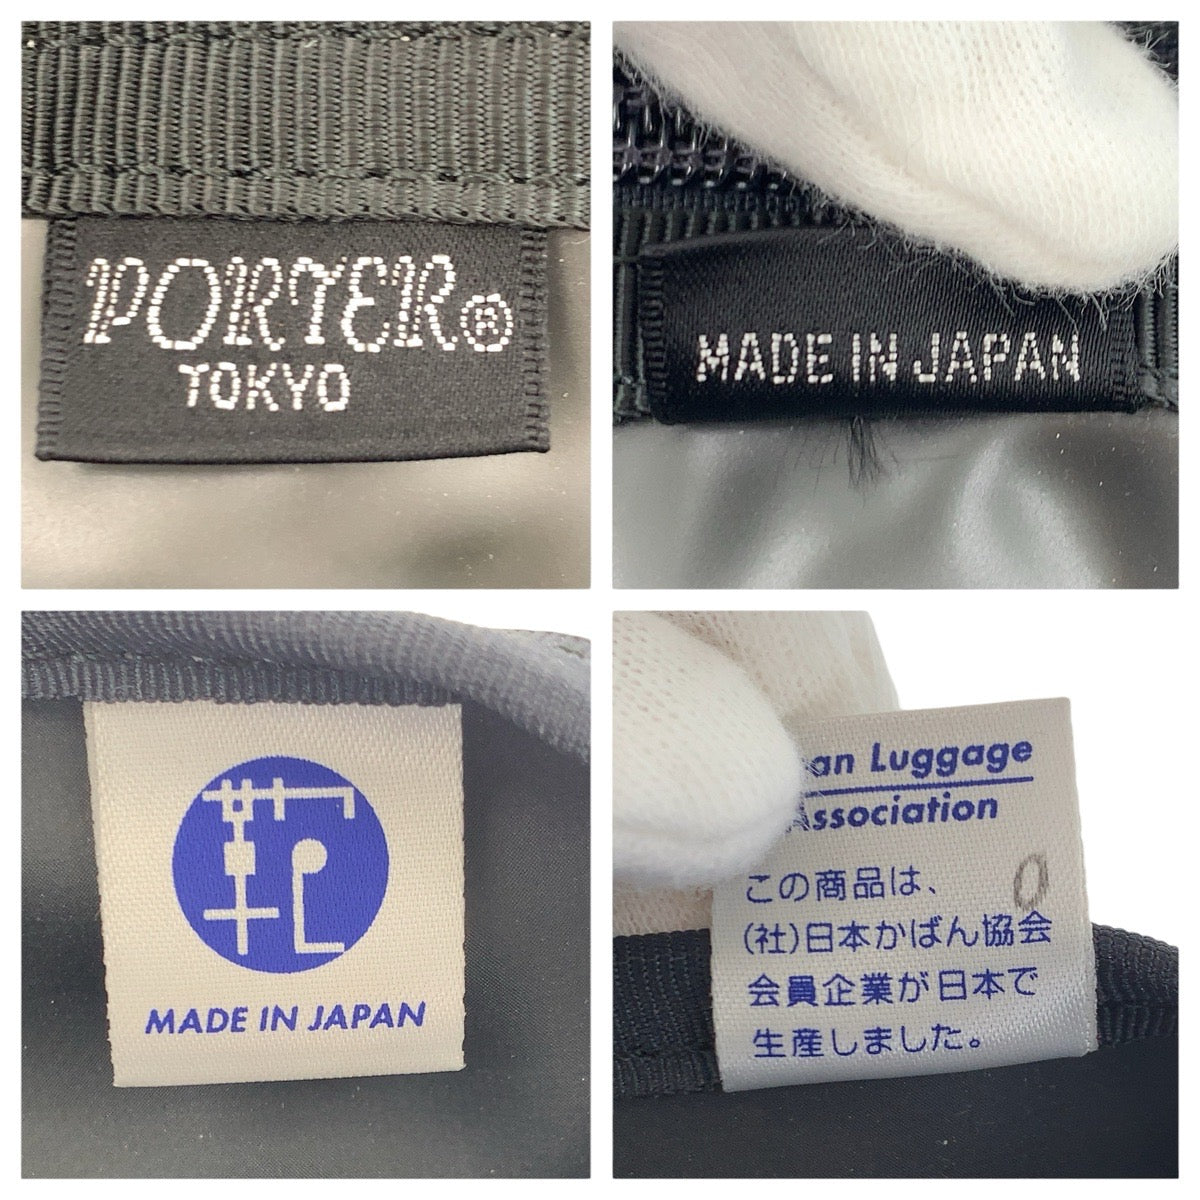 PORTER®
TOKYO
MADE IN JAPAN
鞄
MADE IN JAPAN
an Luggage
Association
この商品は、
0
(社)日本かばん協会
会員企業が日本で
生産しました。